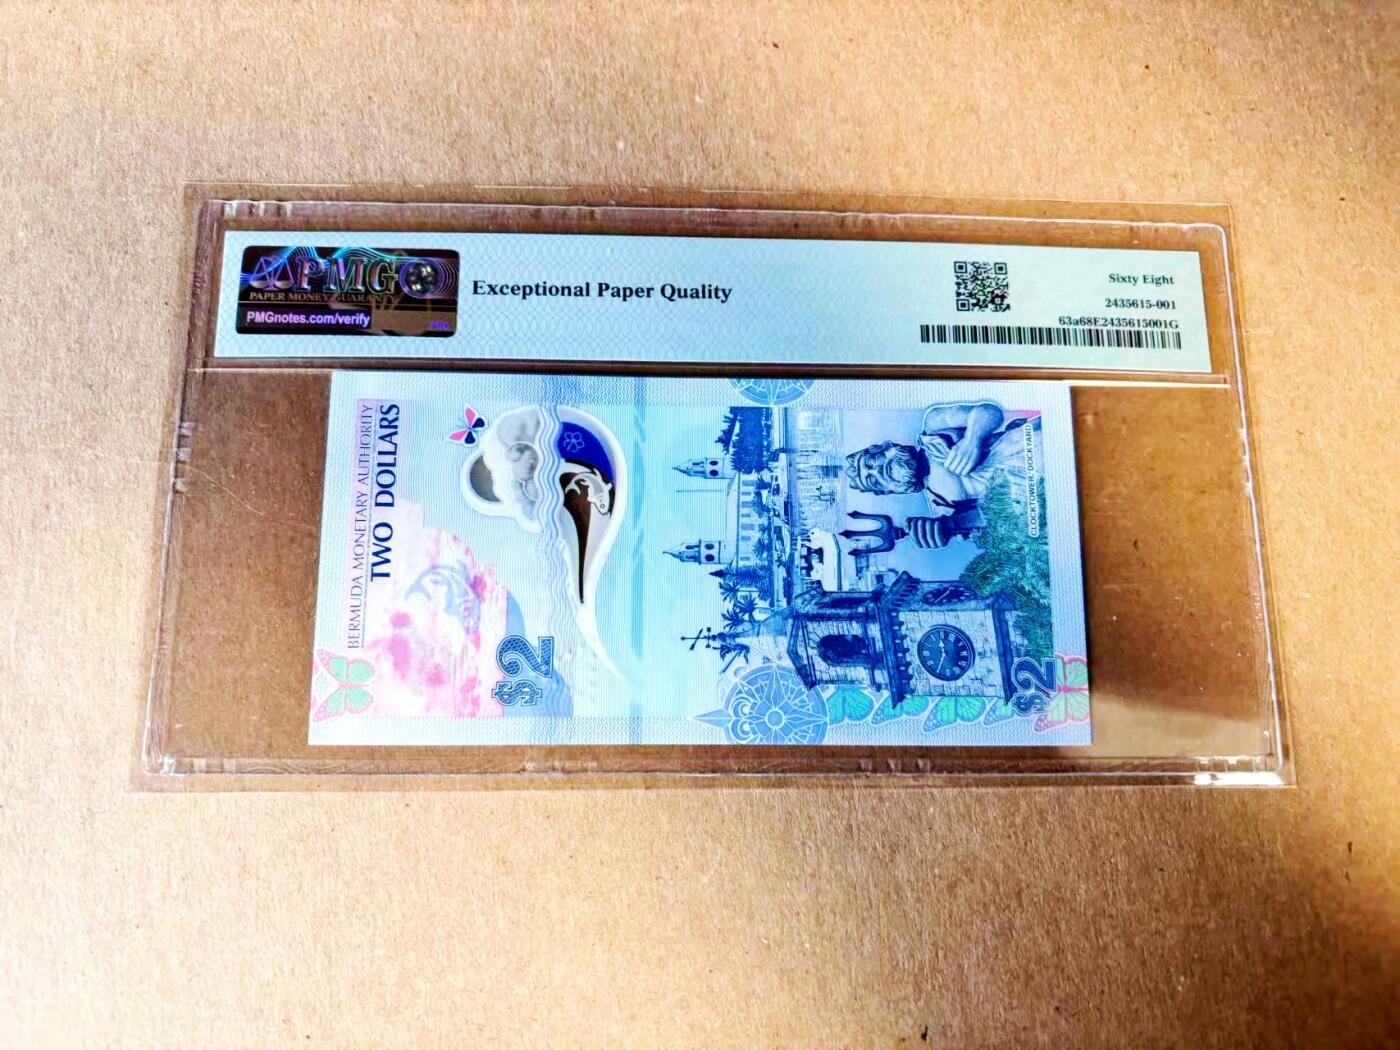 PMG
PAPER MONEY GUARANTY
PMGnotes.com/verify
Exceptional Paper Quality
Sixty Eight
2435615-001
63a68E2435615001G
BERMUDA MONETARY AUTHORITY
TWO DOLLARS
$2
CLOCKTOWER, DOCKYARD
$2